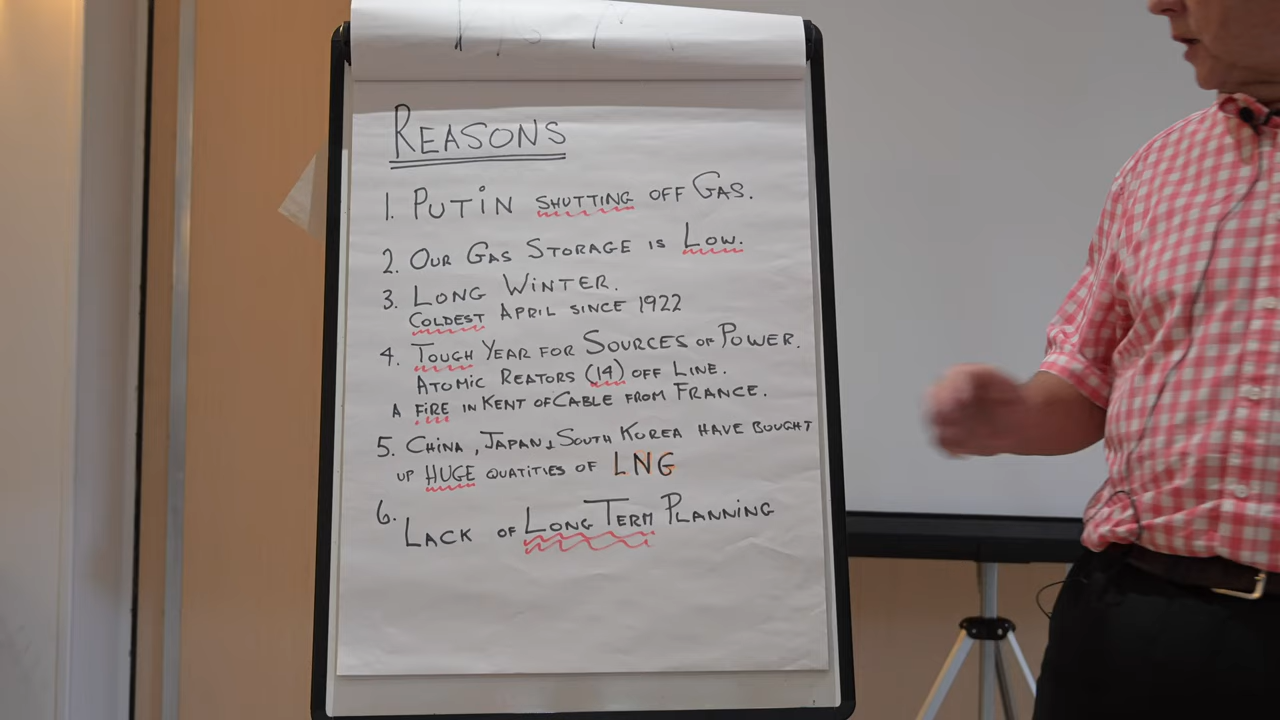 REASONS
1. PUTIN SHUTTING OFF GAS.
2. OUR GAS STORAGE IS LOW.
3. LONG WINTER.
COLDEST APRIL SINCE 1922
4. TOUGH YEAR FOR SOURCES OF POWER.
ATOMIC REATORS (14) OFF LINE.
A FIRE IN KENT OF CABLE FROM FRANCE.
5. CHINA, JAPAN & SOUTH KOREA HAVE BOUGHT
UP HUGE QUATITIES OF LNG
6. LACK OF LONG TERM PLANNING